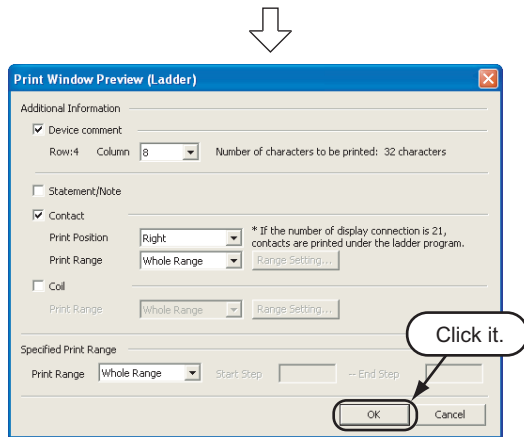 Print Window Preview (Ladder)
Additional Information
Device comment
Row:4 Column 8 Number of characters to be printed: 32 characters
Statement/Note
Contact
Print Position Right * If the number of display connection is 21,
contacts are printed under the ladder program.
Print Range Whole Range Range Setting...
Coil
Print Range Whole Range Range Setting...
Click it.
Specified Print Range
Print Range Whole Range Start Step -- End Step
OK Cancel